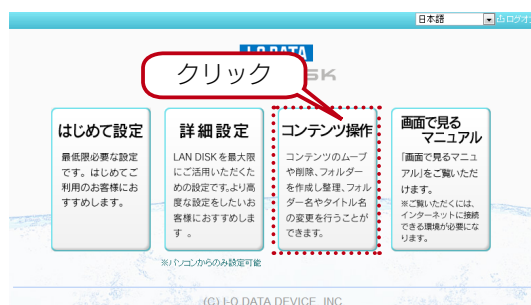 日本語
ログオ
I-O DATA
クリック
SK
はじめて設定
最低限必要な設定
です。はじめてご
利用のお客様にお
すすめします。
詳細設定
LAN DISKを最大限
にご活用いただくた
めの設定です。より高
度な設定をしたいお
客様におすすめしま
す。
※パソコンからのみ設定可能
コンテンツ操作
コンテンツのムーブ
や削除、フォルダー
を作成し整理、フォル
ダー名やタイトル名
の変更を行うことが
できます。
画面で見る
マニュアル
「画面で見るマニュ
アル」をご覧いただ
けます。
※ご覧いただくには、
インターネットに接続
できる環境が必要にな
ります。
(C) I-O DATA DEVICE, INC